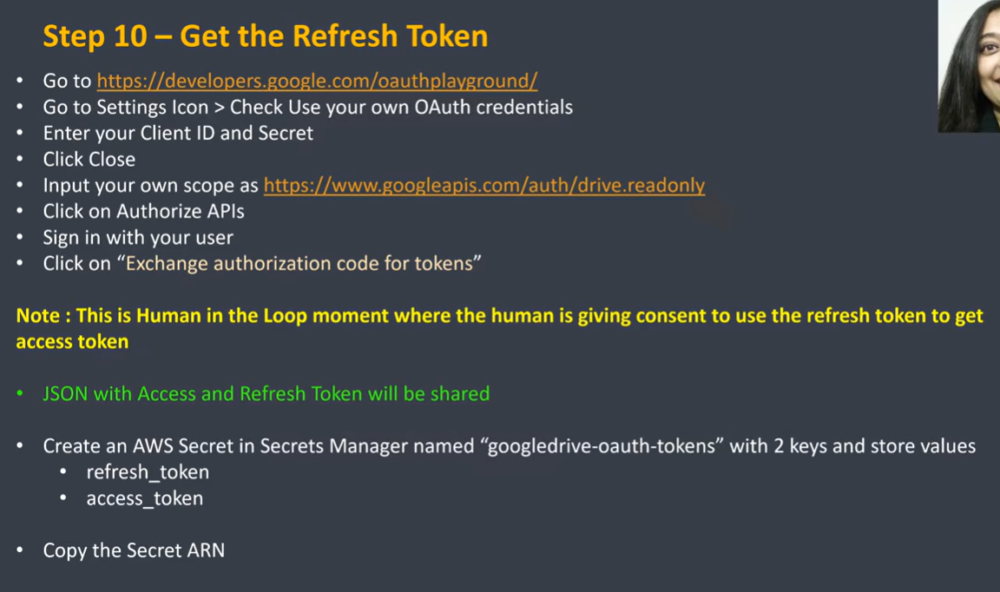 Step 10 – Get the Refresh Token
• Go to https://developers.google.com/oauthplayground/
• Go to Settings Icon > Check Use your own OAuth credentials
• Enter your Client ID and Secret
• Click Close
• Input your own scope as https://www.googleapis.com/auth/drive.readonly
• Click on Authorize APIs
• Sign in with your user
• Click on “Exchange authorization code for tokens”
Note : This is Human in the Loop moment where the human is giving consent to use the refresh token to get
access token
• JSON with Access and Refresh Token will be shared
• Create an AWS Secret in Secrets Manager named “googledrive-oauth-tokens” with 2 keys and store values
• refresh_token
• access_token
• Copy the Secret ARN